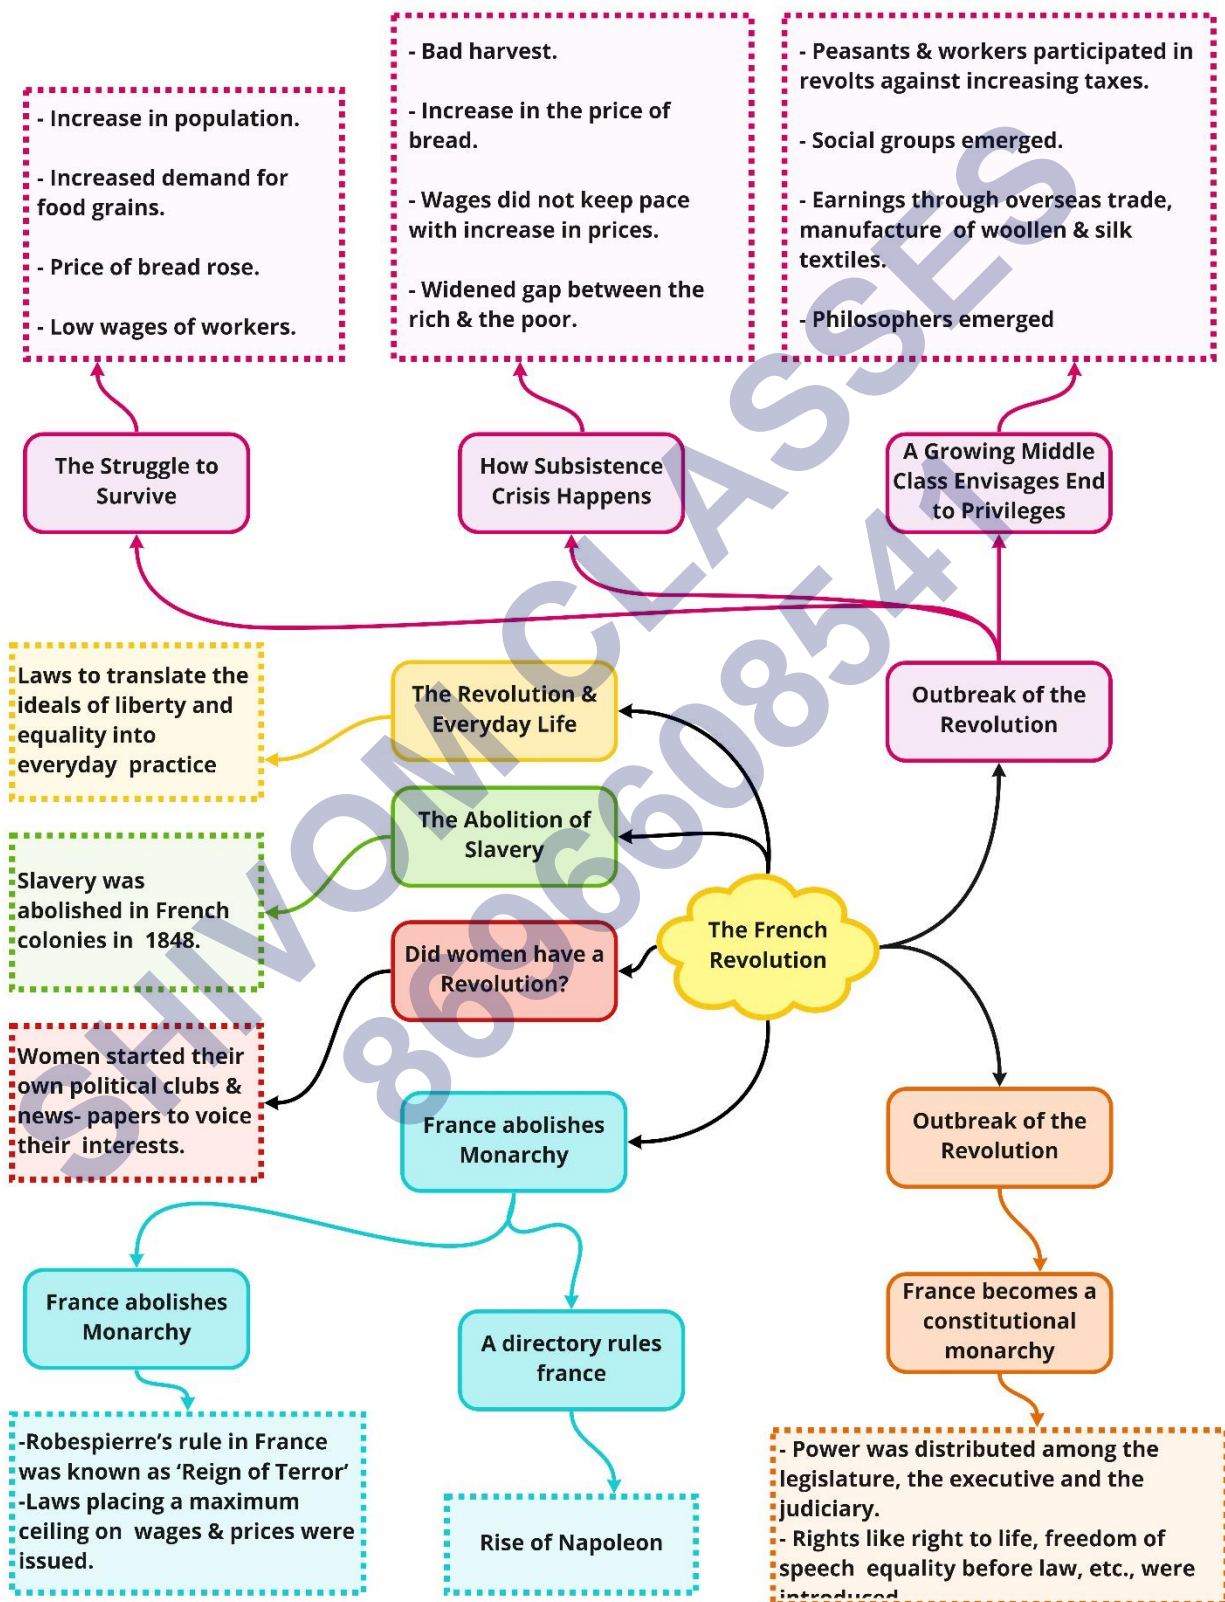 - Increase in population.
- Increased demand for
food grains.
- Price of bread rose.
- Low wages of workers.
- Bad harvest.
- Increase in the price of
bread.
- Wages did not keep pace
with increase in prices.
- Widened gap between the
rich & the poor.
- Peasants & workers participated in
revolts against increasing taxes.
- Social groups emerged.
- Earnings through overseas trade,
manufacture of woollen & silk
textiles.
- Philosophers emerged
The Struggle to
Survive
How Subsistence
Crisis Happens
A Growing Middle
Class Envisages End
to Privileges
Laws to translate the
ideals of liberty and
equality into
everyday practice
The Revolution &
Everyday Life
Outbreak of the
Revolution
Slavery was
abolished in French
colonies in 1848.
The Abolition of
Slavery
The French
Revolution
Did women have a
Revolution?
Women started their
own political clubs &
news- papers to voice
their interests.
France abolishes
Monarchy
Outbreak of the
Revolution
France abolishes
Monarchy
A directory rules
france
France becomes a
constitutional
monarchy
-Robespierre's rule in France
was known as 'Reign of Terror'
-Laws placing a maximum
ceiling on wages & prices were
issued.
Rise of Napoleon
- Power was distributed among the
legislature, the executive and the
judiciary.
- Rights like right to life, freedom of
speech equality before law, etc., were
introduced
SHIVOM CLASSES
8696608541